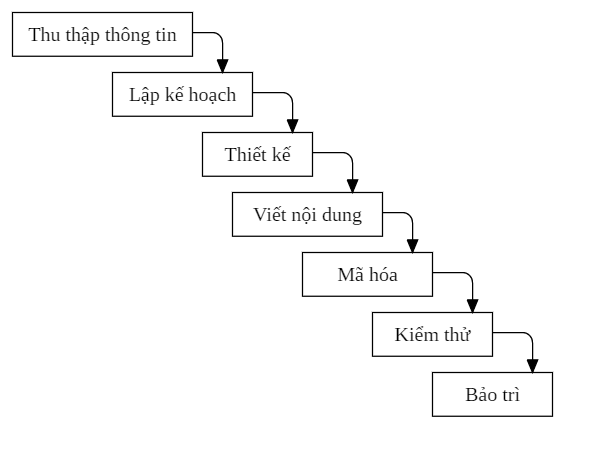 Thu thập thông tin
Lập kế hoạch
Thiết kế
Viết nội dung
Mã hóa
Kiểm thử
Bảo trì